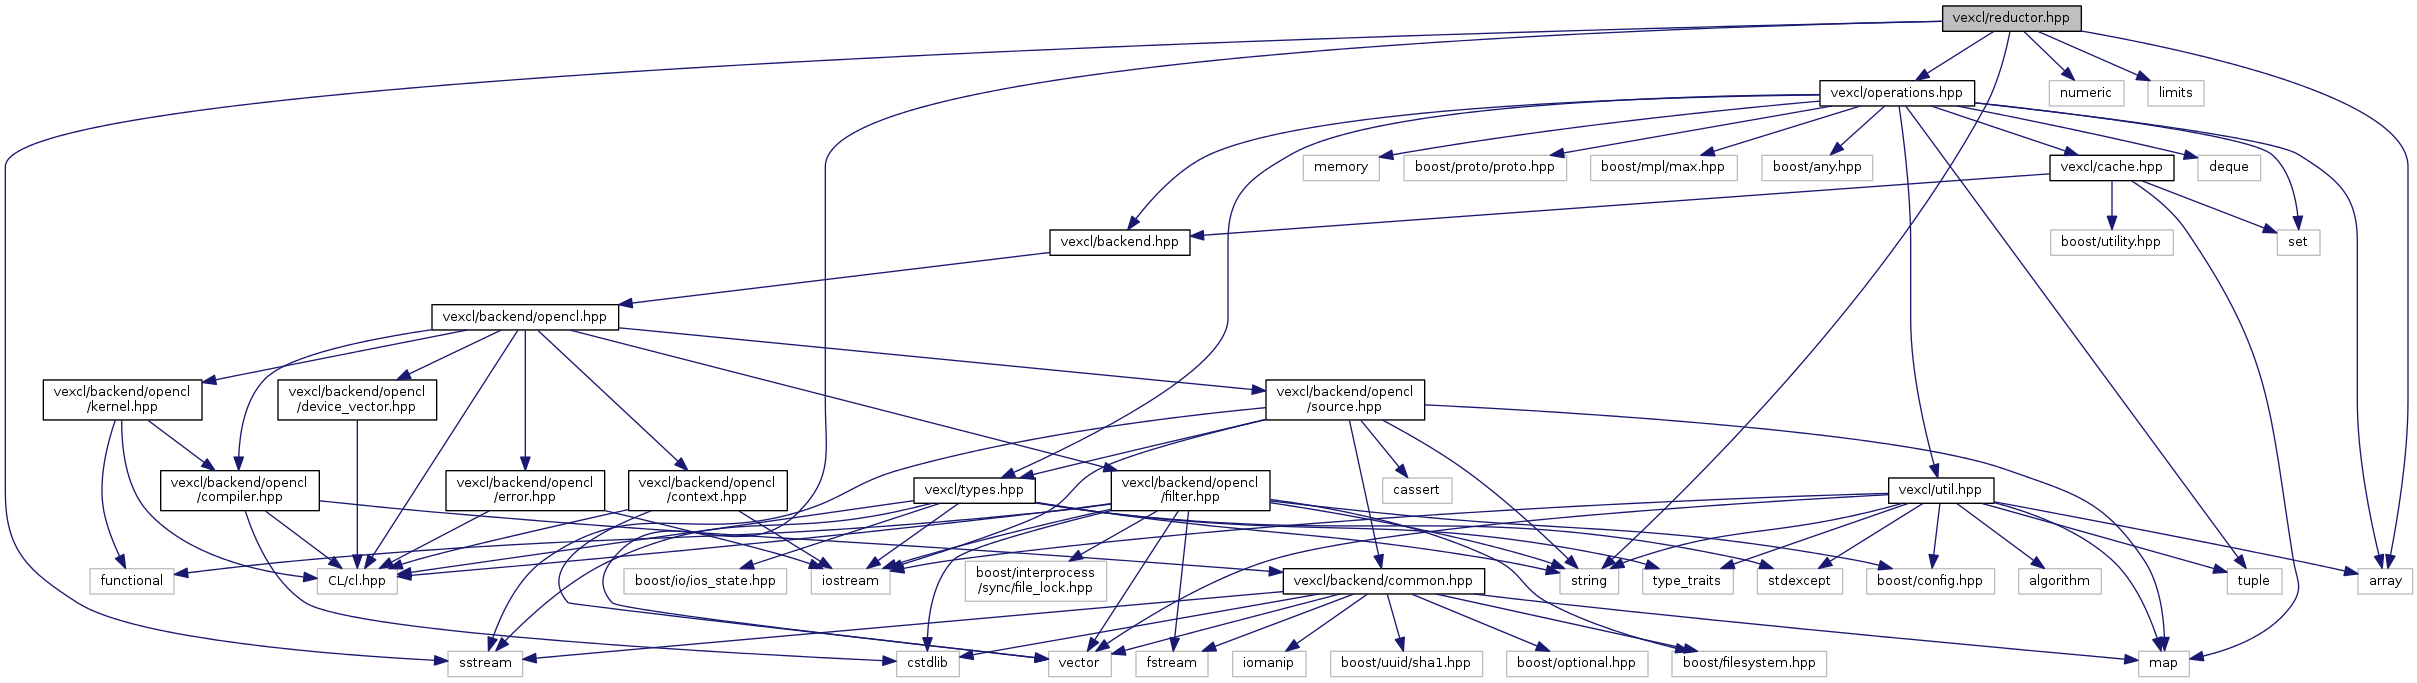 vexcl/reductor.hpp
vexcl/operations.hpp
numeric
limits
memory
boost/proto/proto.hpp
boost/mpl/max.hpp
boost/any.hpp
vexcl/cache.hpp
deque
vexcl/backend.hpp
boost/utility.hpp
set
vexcl/backend/opencl.hpp
vexcl/backend/opencl
/kernel.hpp
vexcl/backend/opencl
/device_vector.hpp
vexcl/backend/opencl
/source.hpp
vexcl/backend/opencl
/compiler.hpp
vexcl/backend/opencl
/error.hpp
vexcl/backend/opencl
/context.hpp
vexcl/types.hpp
vexcl/backend/opencl
/filter.hpp
cassert
vexcl/util.hpp
functional
CL/cl.hpp
boost/io/ios_state.hpp
iostream
boost/interprocess
/sync/file_lock.hpp
vexcl/backend/common.hpp
string
type_traits
stdexcept
boost/config.hpp
algorithm
tuple
array
sstream
cstdlib
vector
fstream
iomanip
boost/uuid/sha1.hpp
boost/optional.hpp
boost/filesystem.hpp
map